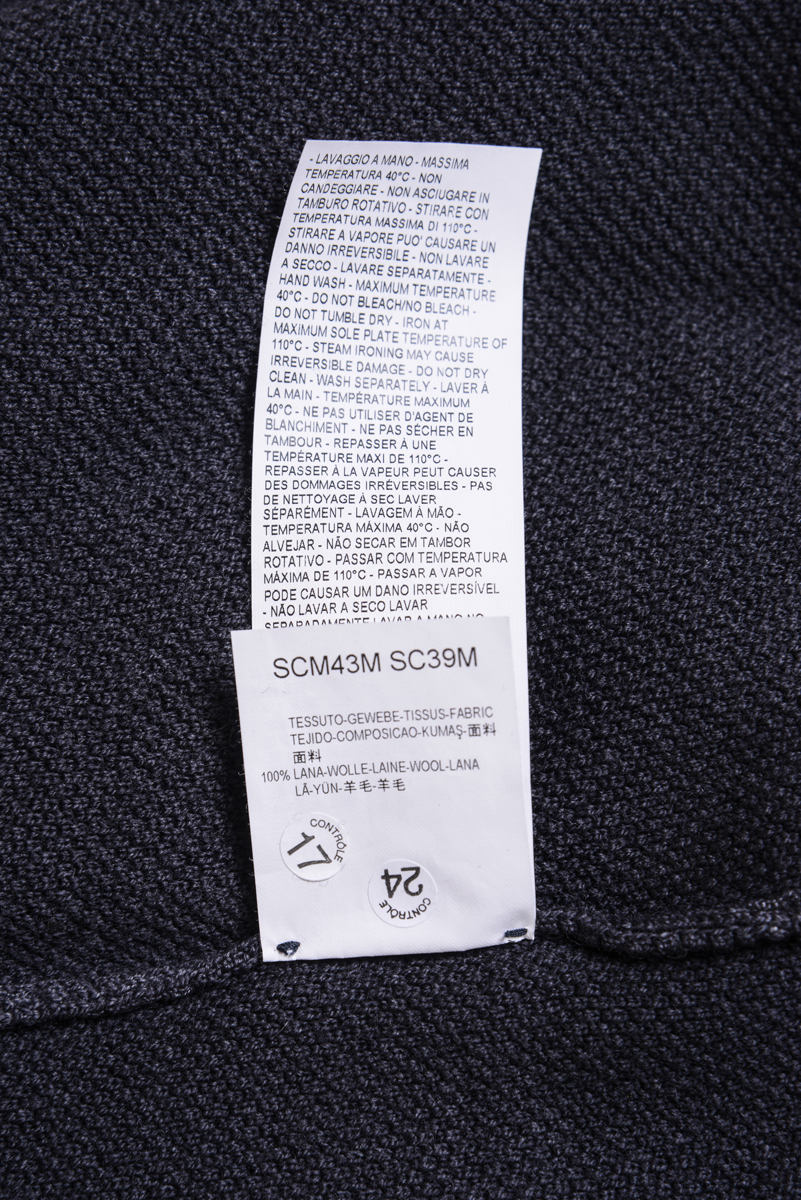 - LAVAGGIO A MANO - MASSIMA
TEMPERATURA 40°C - NON
CANDEGGIARE - NON ASCIUGARE IN
TAMBURO ROTATIVO - STIRARE CON
TEMPERATURA MASSIMA DI 110°C -
STIRARE A VAPORE PUO' CAUSARE UN
DANNO IRREVERSIBILE - NON LAVARE
A SECCO - LAVARE SEPARATAMENTE -
HAND WASH - MAXIMUM TEMPERATURE
40°C - DO NOT BLEACH/NO BLEACH -
DO NOT TUMBLE DRY - IRON AT
MAXIMUM SOLE PLATE TEMPERATURE OF
110°C - STEAM IRONING MAY CAUSE
IRREVERSIBLE DAMAGE - DO NOT DRY
CLEAN - WASH SEPARATELY - LAVER À
LA MAIN - TEMPÉRATURE MAXIMUM
40°C - NE PAS UTILISER D'AGENT DE
BLANCHIMENT - NE PAS SÉCHER EN
TAMBOUR - REPASSER À UNE
TEMPÉRATURE MAXI DE 110°C -
REPASSER À LA VAPEUR PEUT CAUSER
DES DOMMAGES IRRÉVERSIBLES - PAS
DE NETTOYAGE À SEC LAVER
SÉPARÉMENT - LAVAGEM À MÃO -
TEMPERATURA MÁXIMA 40°C - NÃO
ALVEJAR - NÃO SECAR EM TAMBOR
ROTATIVO - PASSAR COM TEMPERATURA
MÁXIMA DE 110°C - PASSAR A VAPOR
PODE CAUSAR UM DANO IRREVERSÍVEL
- NÃO LAVAR A SECO LAVAR
SEPARADAMENTE LAVAR A MANO NO
SCM43M SC39M
TESSUTO-GEWEBE-TISSUS-FABRIC
TEJIDO-COMPOSICAO-KUMAŞ-面料
面料
100% LANA-WOLLE-LAINE-WOOL-LANA
LÃ-YÜN-羊毛-羊毛
CONTRÔLE
17
24
CONTRÔLE